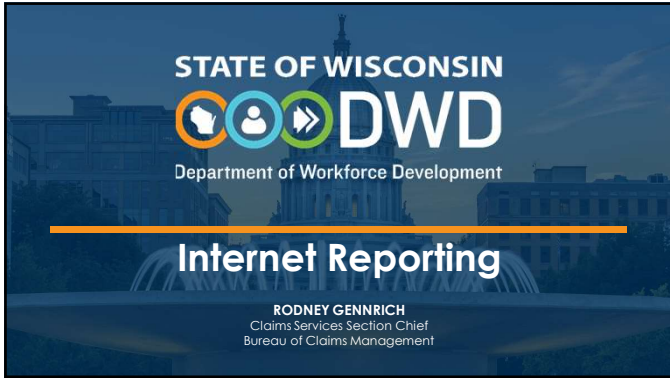 STATE OF WISCONSIN
DWD
Department of Workforce Development
Internet Reporting
RODNEY GENNRICH
Claims Services Section Chief
Bureau of Claims Management